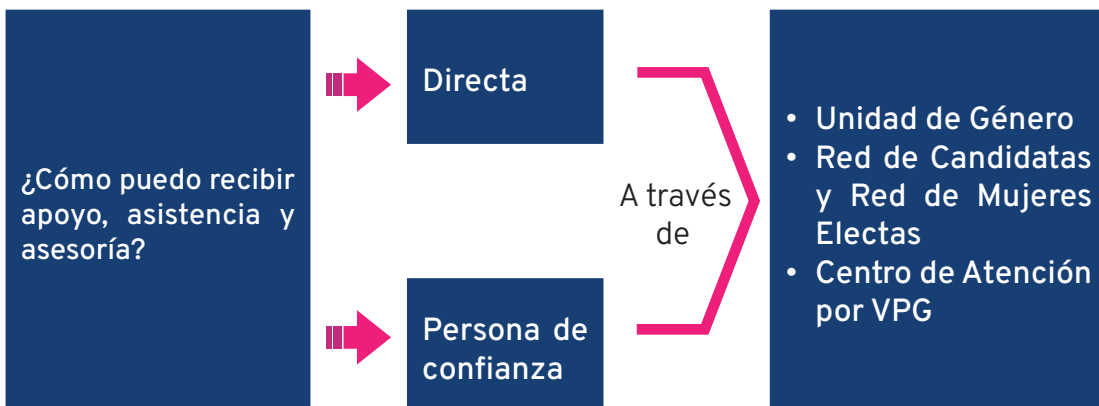 ¿Cómo puedo recibir
apoyo, asistencia y
asesoría?
Directa
Persona de
confianza
A través
de
• Unidad de Género
• Red de Candidatas
y Red de Mujeres
Electas
• Centro de Atención
por VPG